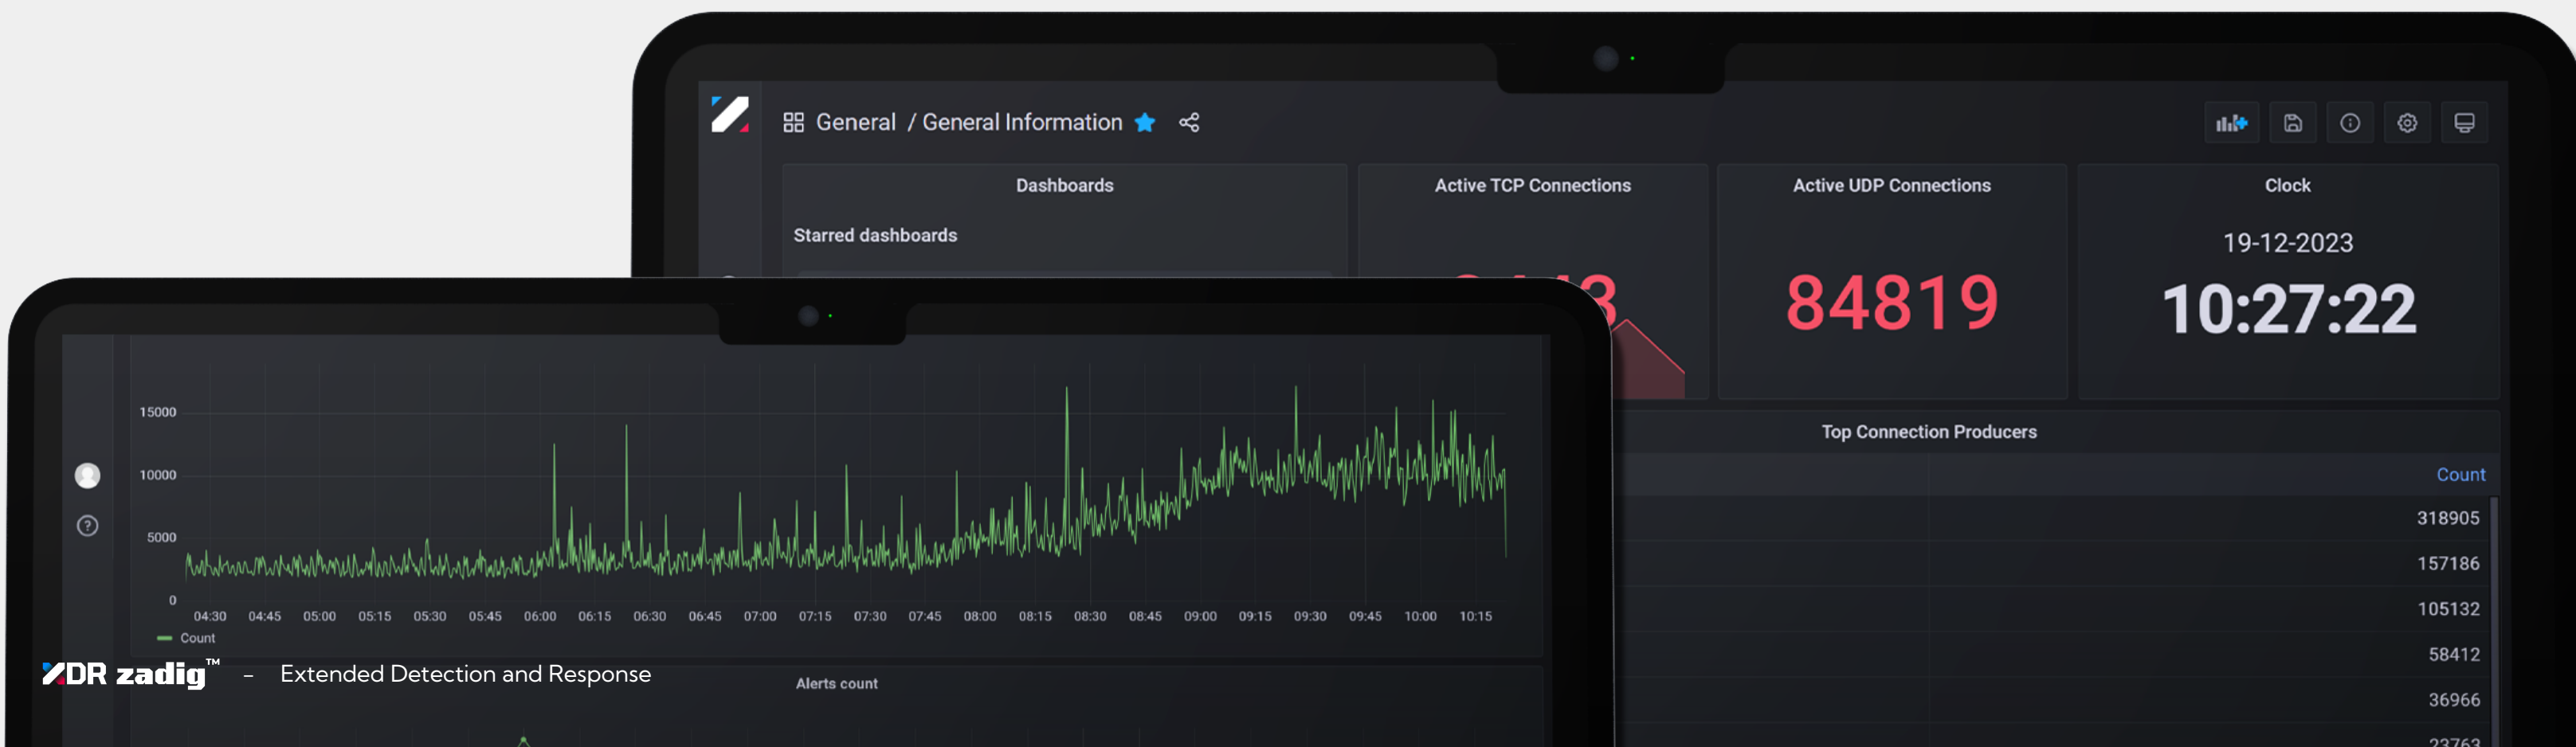 General / General Information
Dashboards
Starred dashboards
Active TCP Connections
Active UDP Connections
84819
Clock
19-12-2023
10:27:22
Top Connection Producers
Count
318905
157186
105132
58412
36966
23763
15000
10000
5000
0
04:30 04:45 05:00 05:15 05:30 05:45 06:00 06:15 06:30 06:45 07:00 07:15 07:30 07:45 08:00 08:15 08:30 08:45 09:00 09:15 09:30 09:45 10:00 10:15
Count
XDR zadig™ - Extended Detection and Response
Alerts count